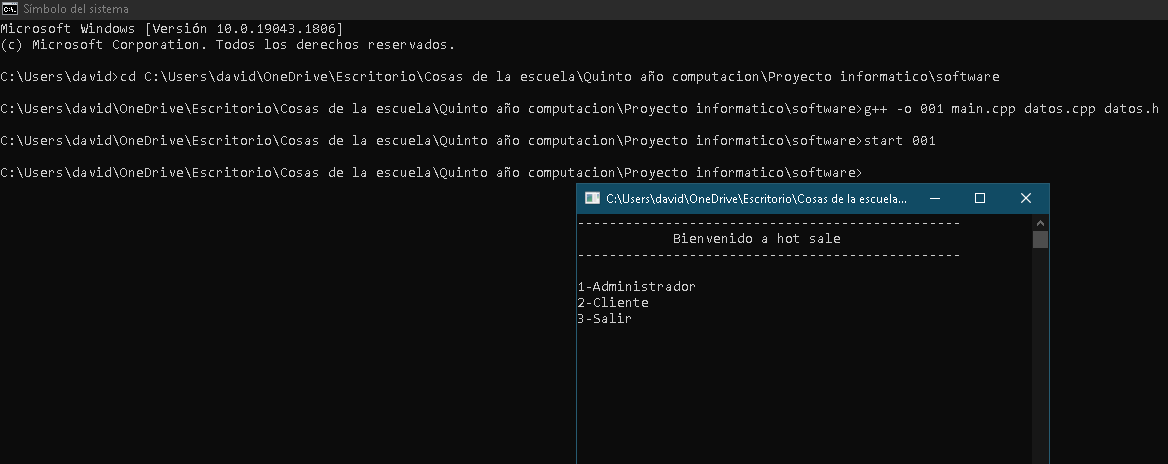 Símbolo del sistema
Microsoft Windows [Versión 10.0.19043.1806]
(c) Microsoft Corporation. Todos los derechos reservados.
C:\Users\david>cd C:\Users\david\OneDrive\Escritorio\Cosas de la escuela\Quinto año computacion\Proyecto informatico\software
C:\Users\david\OneDrive\Escritorio\Cosas de la escuela\Quinto año computacion\Proyecto informatico\software>g++ -o 001 main.cpp datos.cpp datos.h
C:\Users\david\OneDrive\Escritorio\Cosas de la escuela\Quinto año computacion\Proyecto informatico\software>start 001
C:\Users\david\OneDrive\Escritorio\Cosas de la escuela\Quinto año computacion\Proyecto informatico\software>
C:\Users\david\OneDrive\Escritorio\Cosas de la escuela...
------------------------------------------------
Bienvenido a hot sale
------------------------------------------------
1-Administrador
2-Cliente
3-Salir